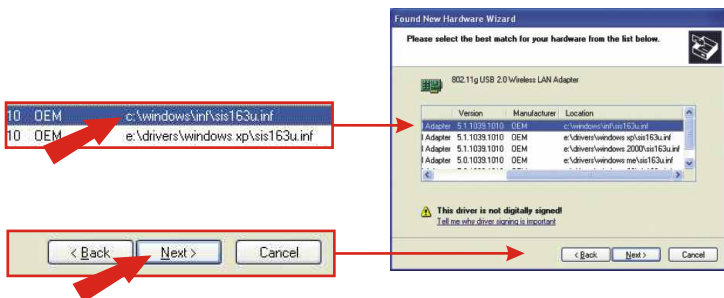 10 OEM c:\windows\inf\sis163u.inf
10 OEM e:\drivers\windows xp\sis163u.inf
< Back Next > Cancel
Found New Hardware Wizard
Please select the best match for your hardware from the list below.
802.11g USB 2.0 Wireless LAN Adapter
Version Manufacturer Location
Adapter 5.1.1039.1010 OEM c:\windows\inf\sis163u.inf
Adapter 5.1.1039.1010 OEM e:\drivers\windows xp\sis163u.inf
Adapter 5.1.1039.1010 OEM e:\drivers\windows 2000\sis163u.inf
Adapter 5.0.1039.1010 OEM e:\drivers\windows me\sis163u.inf
This driver is not digitally signed!
Tell me why driver signing is important
< Back Next > Cancel